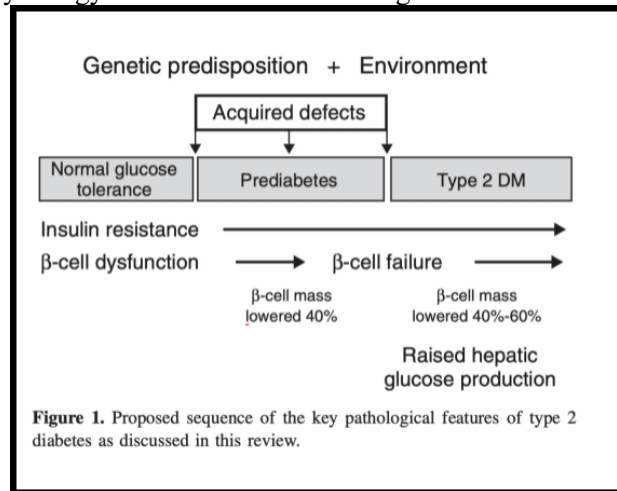 Genetic predisposition + Environment
Acquired defects
Normal glucose
tolerance
Prediabetes
Type 2 DM
Insulin resistance
β-cell dysfunction
β-cell failure
β-cell mass
lowered 40%
β-cell mass
lowered 40%-60%
Raised hepatic
glucose production
Figure 1. Proposed sequence of the key pathological features of type 2
diabetes as discussed in this review.